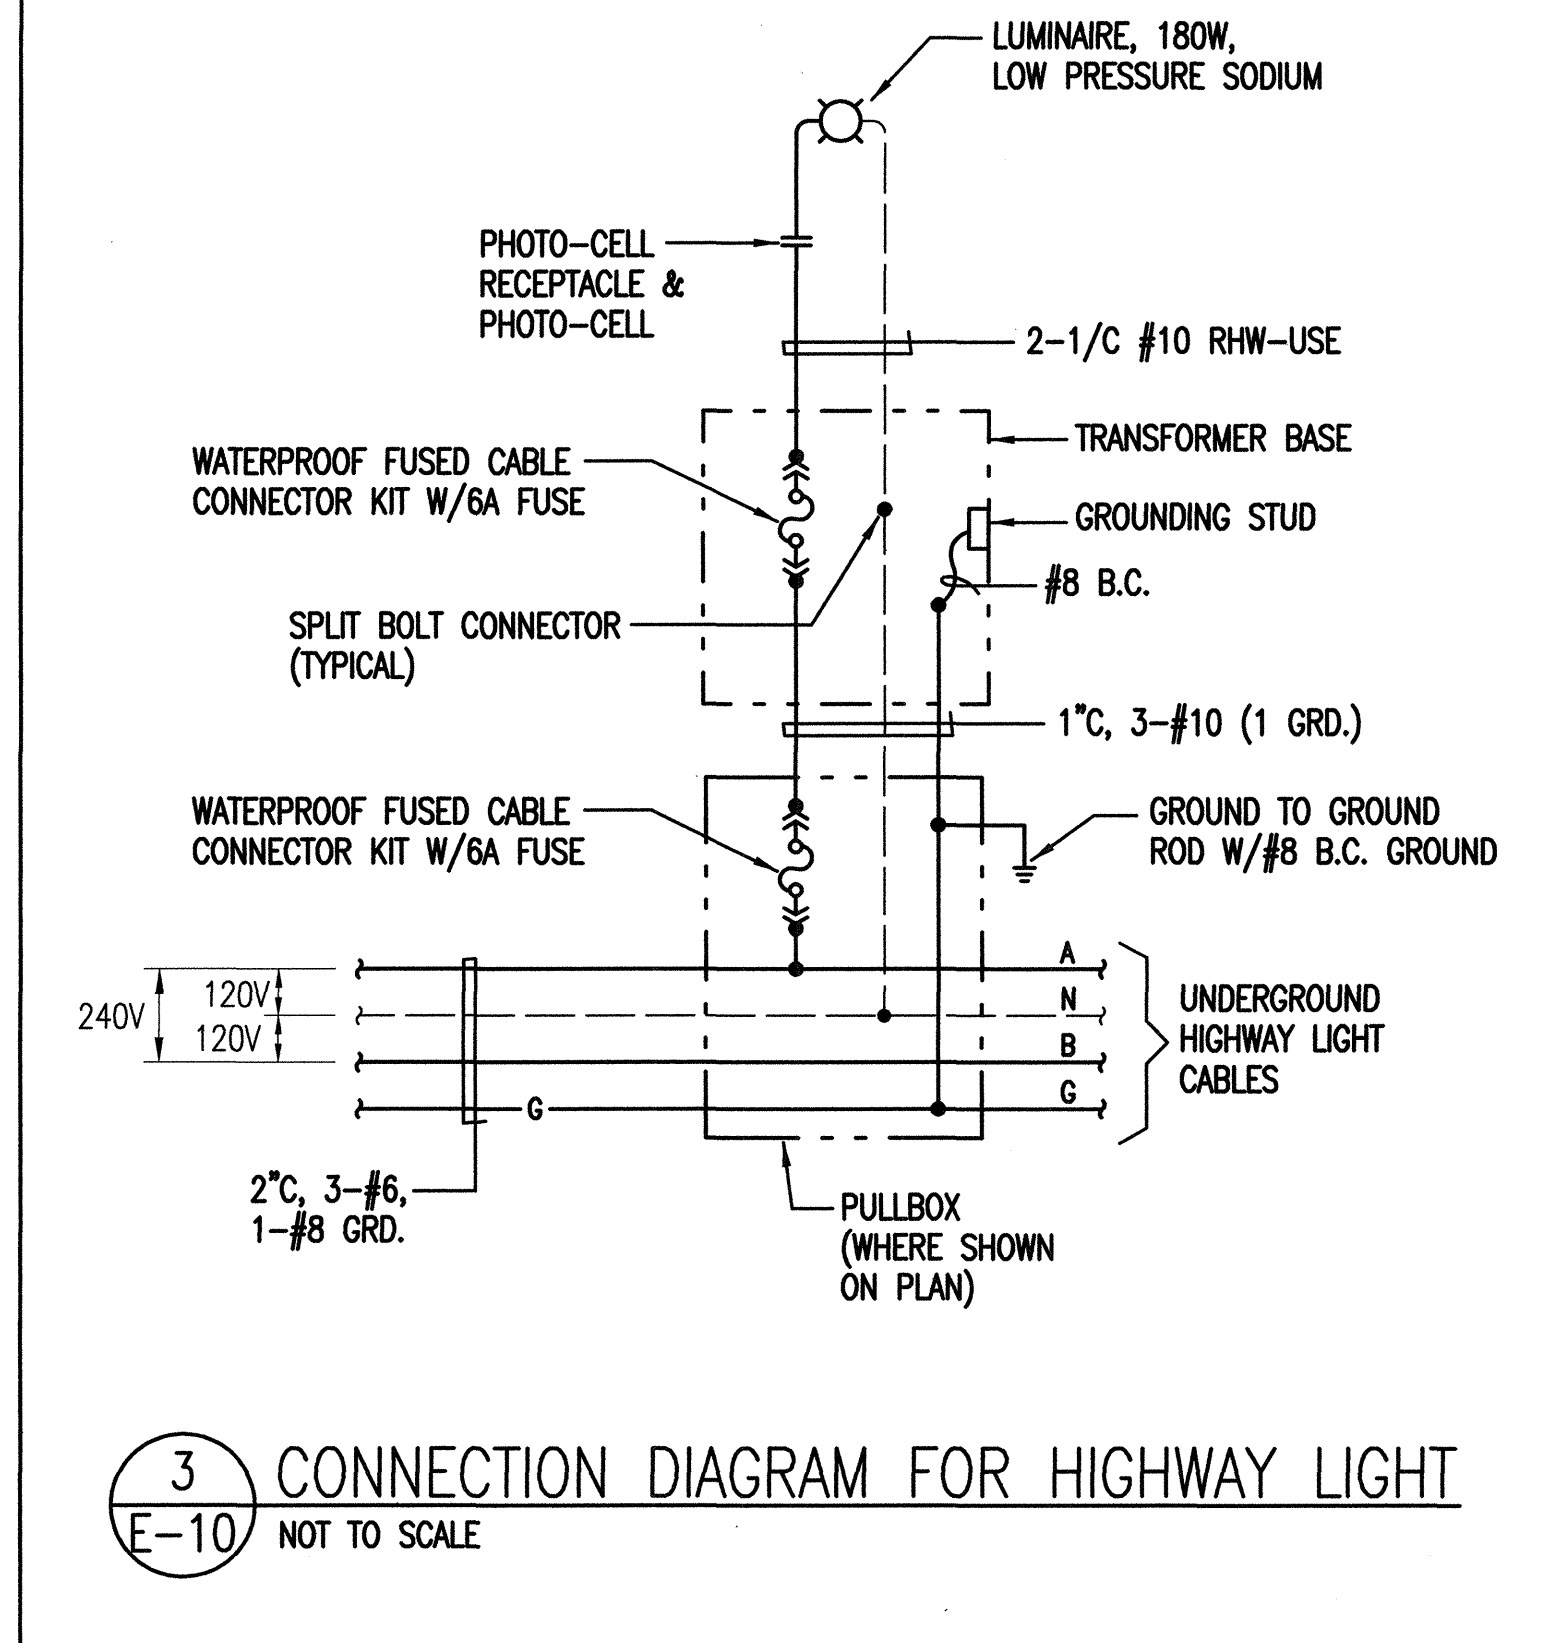 LUMINAIRE, 180W,
LOW PRESSURE SODIUM
PHOTO-CELL
RECEPTACLE &
PHOTO-CELL
2-1/C #10 RHW-USE
TRANSFORMER BASE
WATERPROOF FUSED CABLE
CONNECTOR KIT W/6A FUSE
GROUNDING STUD
#8 B.C.
SPLIT BOLT CONNECTOR
(TYPICAL)
1"C, 3-#10 (1 GRD.)
WATERPROOF FUSED CABLE
CONNECTOR KIT W/6A FUSE
GROUND TO GROUND
ROD W/#8 B.C. GROUND
240V
120V
120V
A
N
B
G
G
UNDERGROUND
HIGHWAY LIGHT
CABLES
2"C, 3-#6,
1-#8 GRD.
PULLBOX
(WHERE SHOWN
ON PLAN)
3
E-10
CONNECTION DIAGRAM FOR HIGHWAY LIGHT
NOT TO SCALE